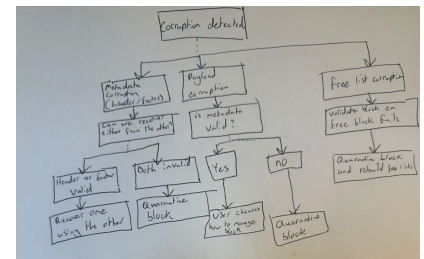 Corruption detected
Metadata
corruption
(header/footer)
Payload
corruption
free list corruption
can we recover
either from the other?
is metadata
valid?
validate block on
free block fails
Header or footer
valid
both invalid
Yes
no
Quarantine block
and rebuild free lists
Recover one
using the other
Quarantine
block
User chooses
how to manage
block
Quarantine
block